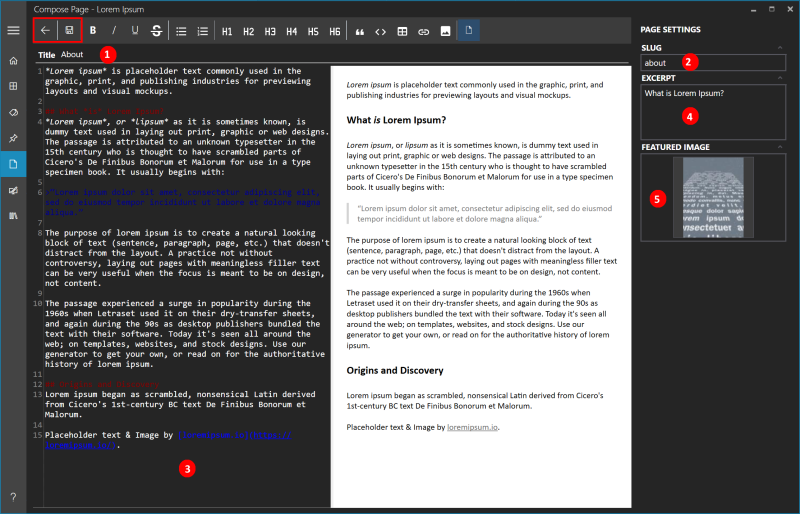 Compose Page - Lorem Ipsum
B I U S H1 H2 H3 H4 H5 H6
Title About
1
1 *Lorem ipsum* is placeholder text commonly used in the
graphic, print, and publishing industries for previewing
layouts and visual mockups.
2
3
4 *Lorem ipsum*, or *lipsum* as it is sometimes known, is
dummy text used in laying out print, graphic or web designs.
The passage is attributed to an unknown typesetter in the
15th century who is thought to have scrambled parts of
Cicero's De Finibus Bonorum et Malorum for use in a type
specimen book. It usually begins with:
5
6 >"Lorem ipsum dolor sit amet, consectetur adipiscing elit,
sed do eiusmod tempor incididunt ut labore et dolore magna
aliqua."
7
8 The purpose of lorem ipsum is to create a natural looking
block of text (sentence, paragraph, page, etc.) that doesn't
distract from the layout. A practice not without
controversy, laying out pages with meaningless filler text
can be very useful when the focus is meant to be on design,
not content.
9
10 The passage experienced a surge in popularity during the
1960s when Letraset used it on their dry-transfer sheets,
and again during the 90s as desktop publishers bundled the
text with their software. Today it's seen all around the
web; on templates, websites, and stock designs. Use our
generator to get your own, or read on for the authoritative
history of lorem ipsum.
11
12 ## Origins and Discovery
13 Lorem ipsum began as scrambled, nonsensical Latin derived
from Cicero's 1st-century BC text De Finibus Bonorum et
Malorum.
14
15 Placeholder text & Image by
3
Lorem ipsum is placeholder text commonly used in the graphic, print, and
publishing industries for previewing layouts and visual mockups.
What is Lorem Ipsum?
Lorem ipsum, or lipsum as it is sometimes known, is dummy text used in
laying out print, graphic or web designs. The passage is attributed to an
unknown typesetter in the 15th century who is thought to have scrambled
parts of Cicero's De Finibus Bonorum et Malorum for use in a type specimen
book. It usually begins with:
"Lorem ipsum dolor sit amet, consectetur adipiscing elit, sed do eiusmod
tempor incididunt ut labore et dolore magna aliqua."
The purpose of lorem ipsum is to create a natural looking block of text
(sentence, paragraph, page, etc.) that doesn't distract from the layout. A
practice not without controversy, laying out pages with meaningless filler text
can be very useful when the focus is meant to be on design, not content.
The passage experienced a surge in popularity during the 1960s when
Letraset used it on their dry-transfer sheets, and again during the 90s as
desktop publishers bundled the text with their software. Today it's seen all
around the web; on templates, websites, and stock designs. Use our
generator to get your own, or read on for the authoritative history of lorem
ipsum.
Origins and Discovery
Lorem ipsum began as scrambled, nonsensical Latin derived from Cicero's
1st-century BC text De Finibus Bonorum et Malorum.
Placeholder text & Image by loremipsum.io.
PAGE SETTINGS
SLUG
about
2
EXCERPT
What is Lorem Ipsum?
4
FEATURED IMAGE
5
?